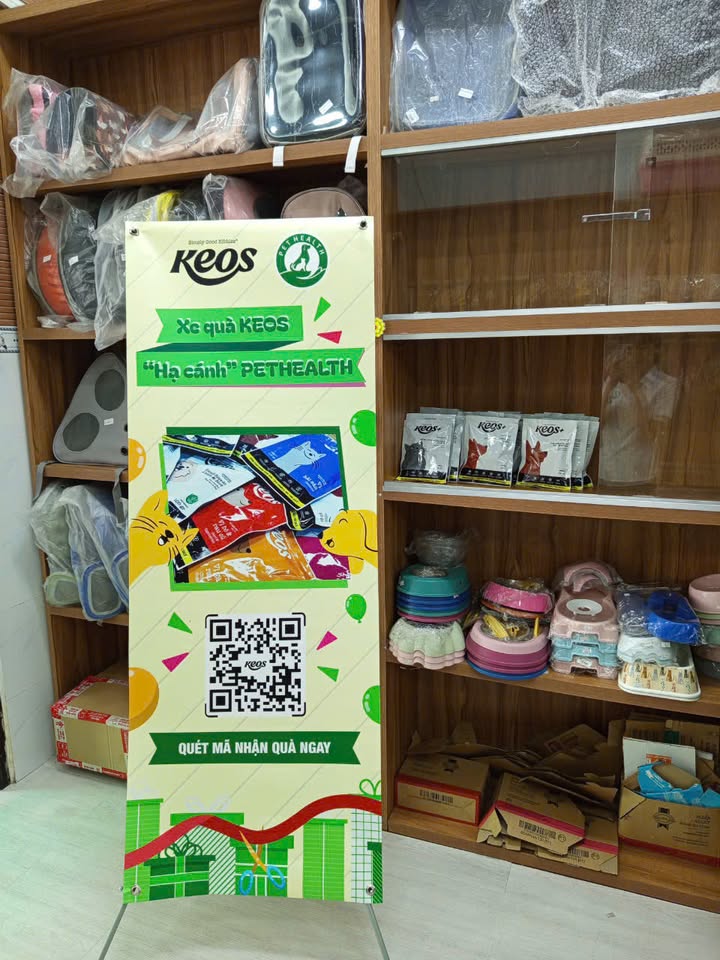 Simply Good Kibbles
Keos
PET HEALTH
Xe quà KEOS
“Hạ cánh” PETHEALTH
KEOS
QUÉT MÃ NHẬN QUÀ NGAY
Keos+
Keos+
Keos+